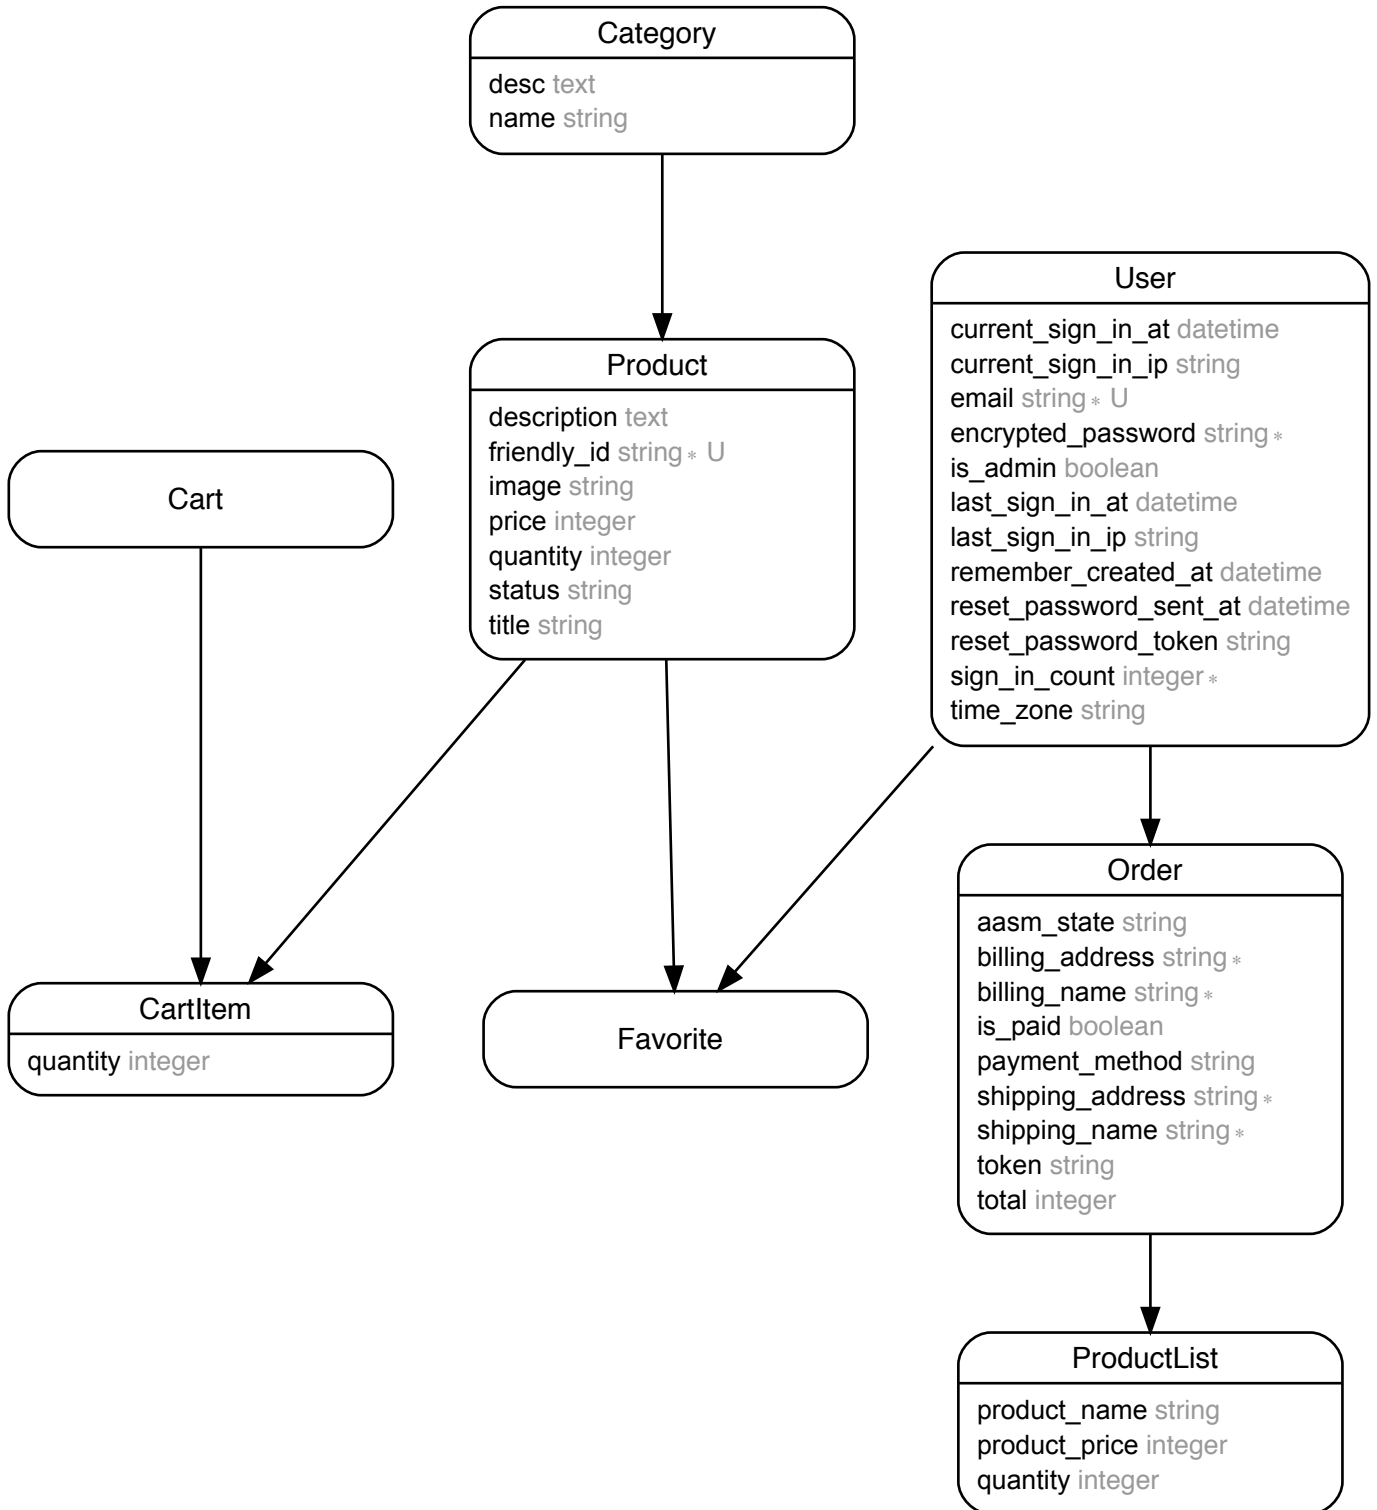 Category
desc text
name string
Product
description text
friendly_id string * U
image string
price integer
quantity integer
status string
title string
User
current_sign_in_at datetime
current_sign_in_ip string
email string * U
encrypted_password string *
is_admin boolean
last_sign_in_at datetime
last_sign_in_ip string
remember_created_at datetime
reset_password_sent_at datetime
reset_password_token string
sign_in_count integer *
time_zone string
Cart
CartItem
quantity integer
Favorite
Order
aasm_state string
billing_address string *
billing_name string *
is_paid boolean
payment_method string
shipping_address string *
shipping_name string *
token string
total integer
ProductList
product_name string
product_price integer
quantity integer